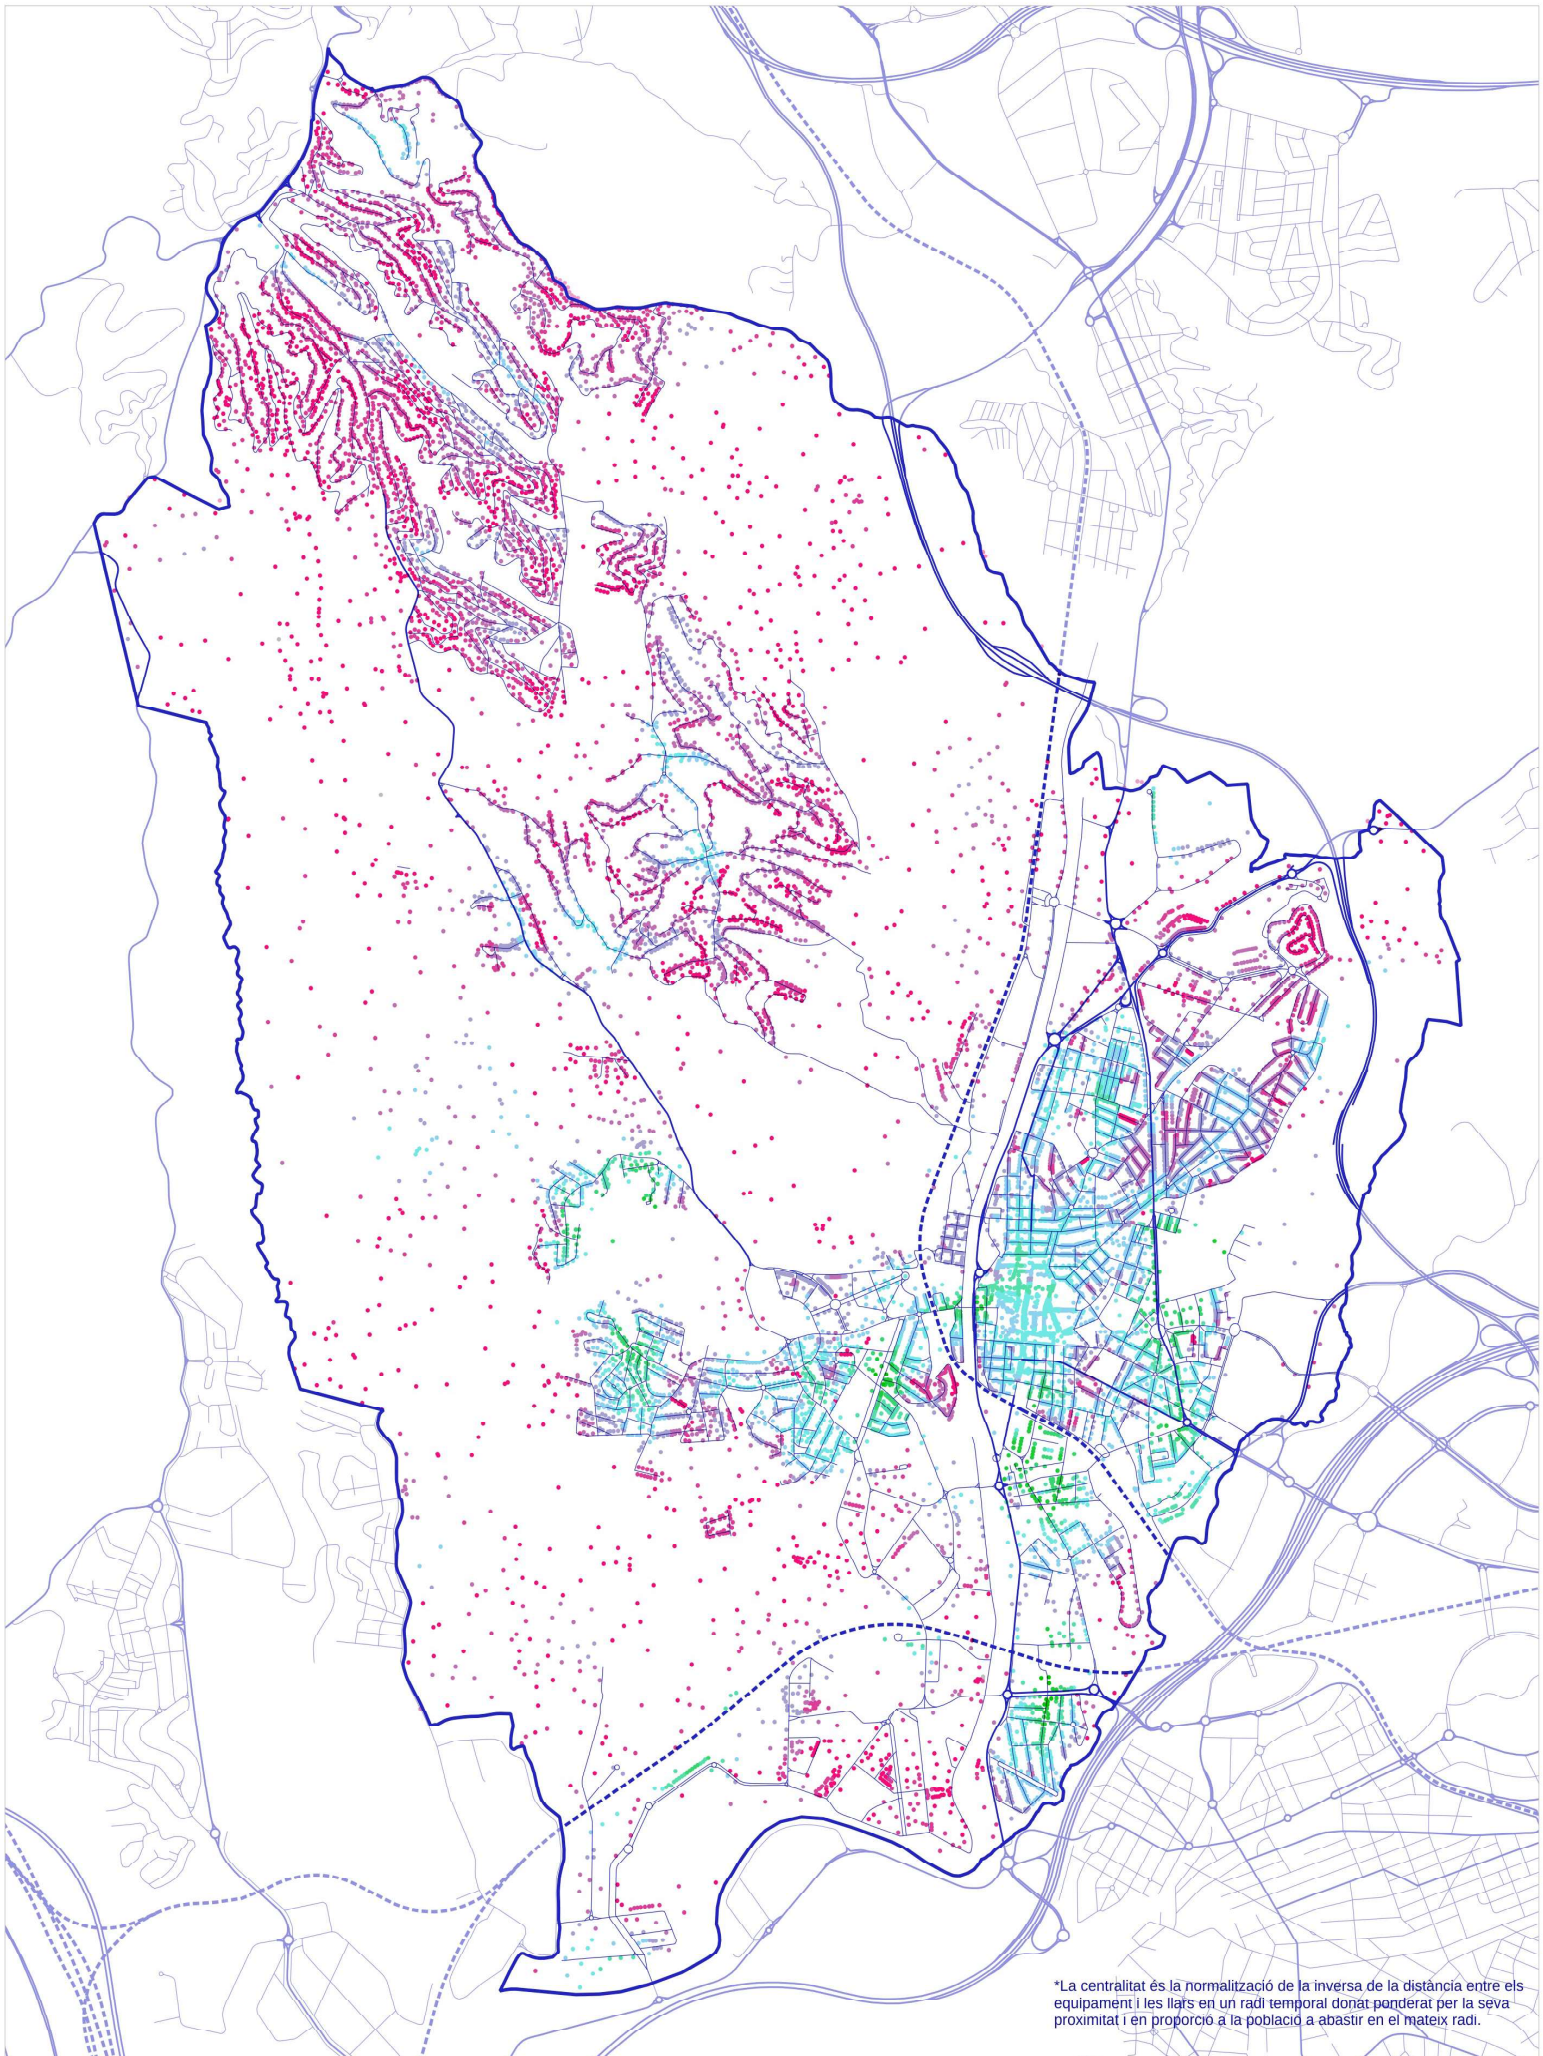 *La centralitat és la normalització de la inversa de la distància entre els
equipament i les llars en un radi temporal donat ponderat per la seva
proximitat i en proporció a la població a abastir en el mateix radi.